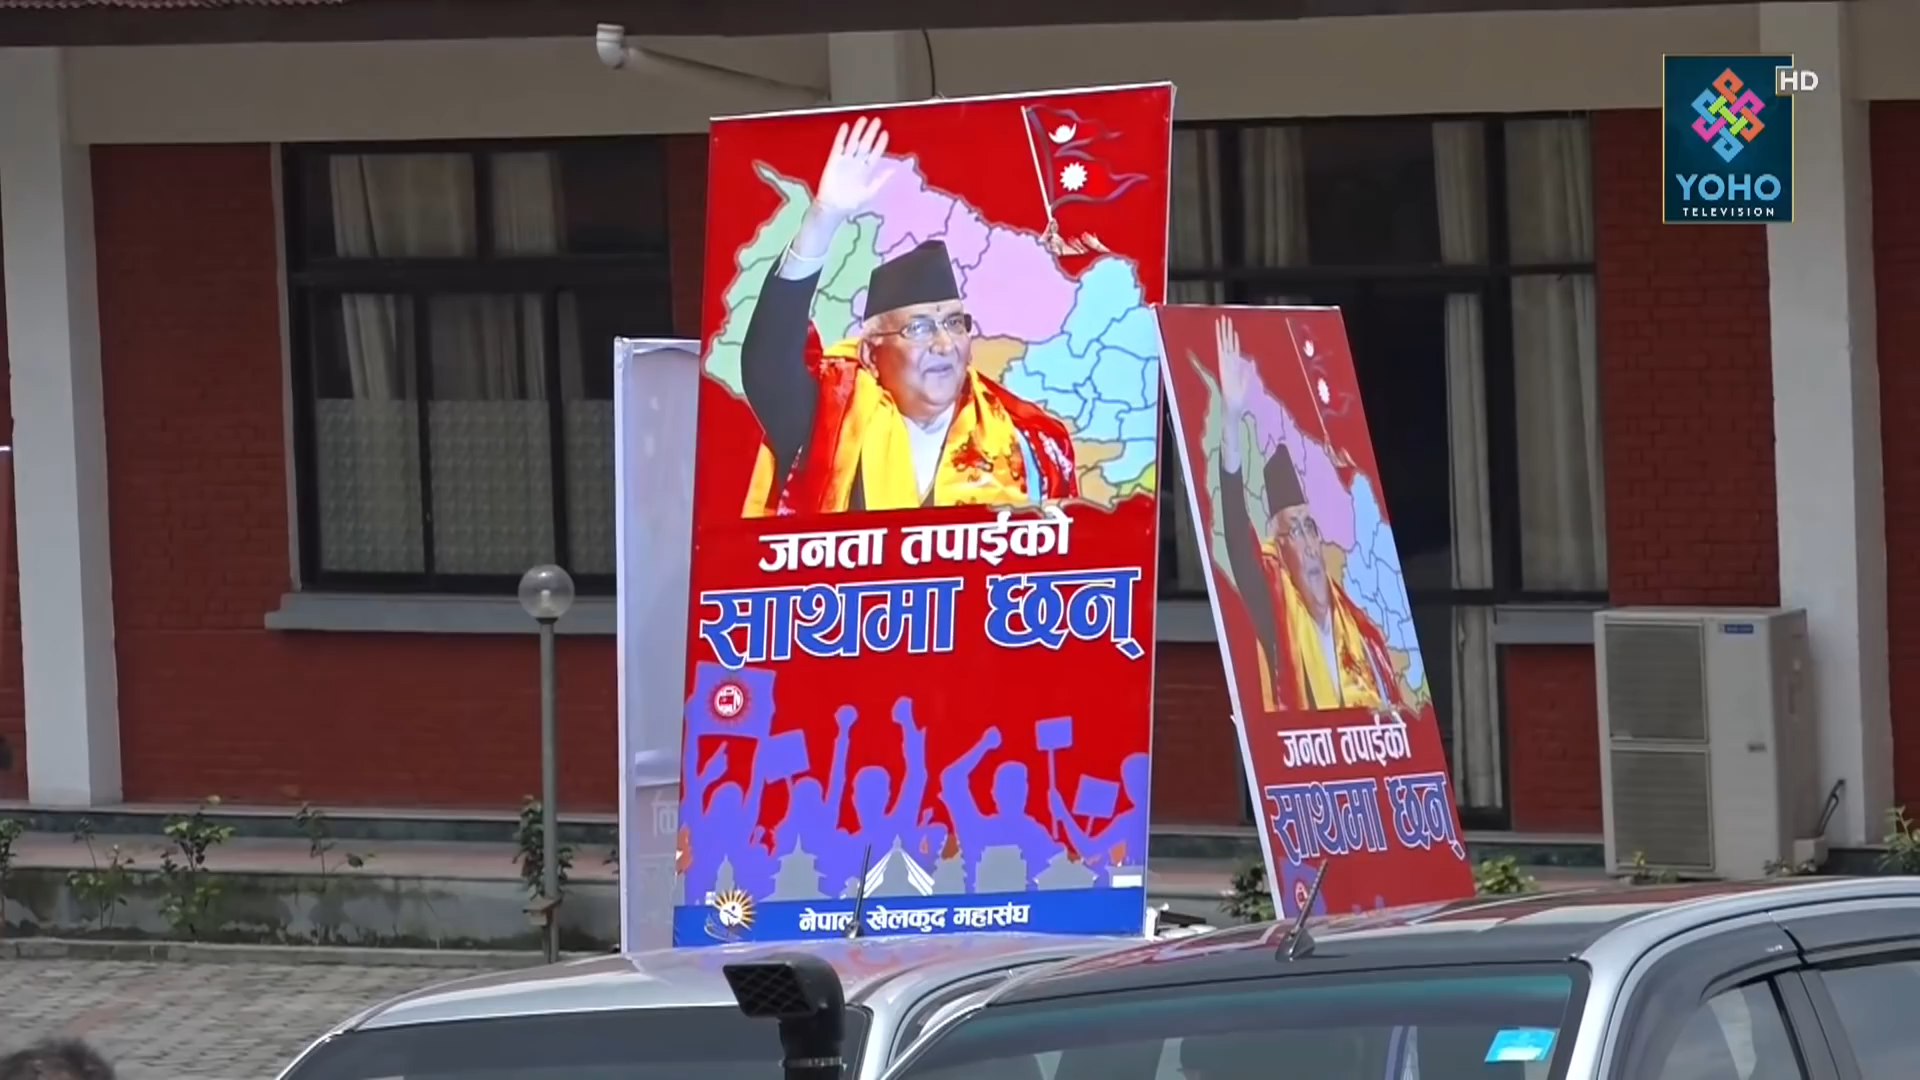 HD
YOHO
TELEVISION
जनता तपाईंको
साथमा छन्
नेपाल खेलकुद महासंघ
जनता तपाईंको
साथमा छन्